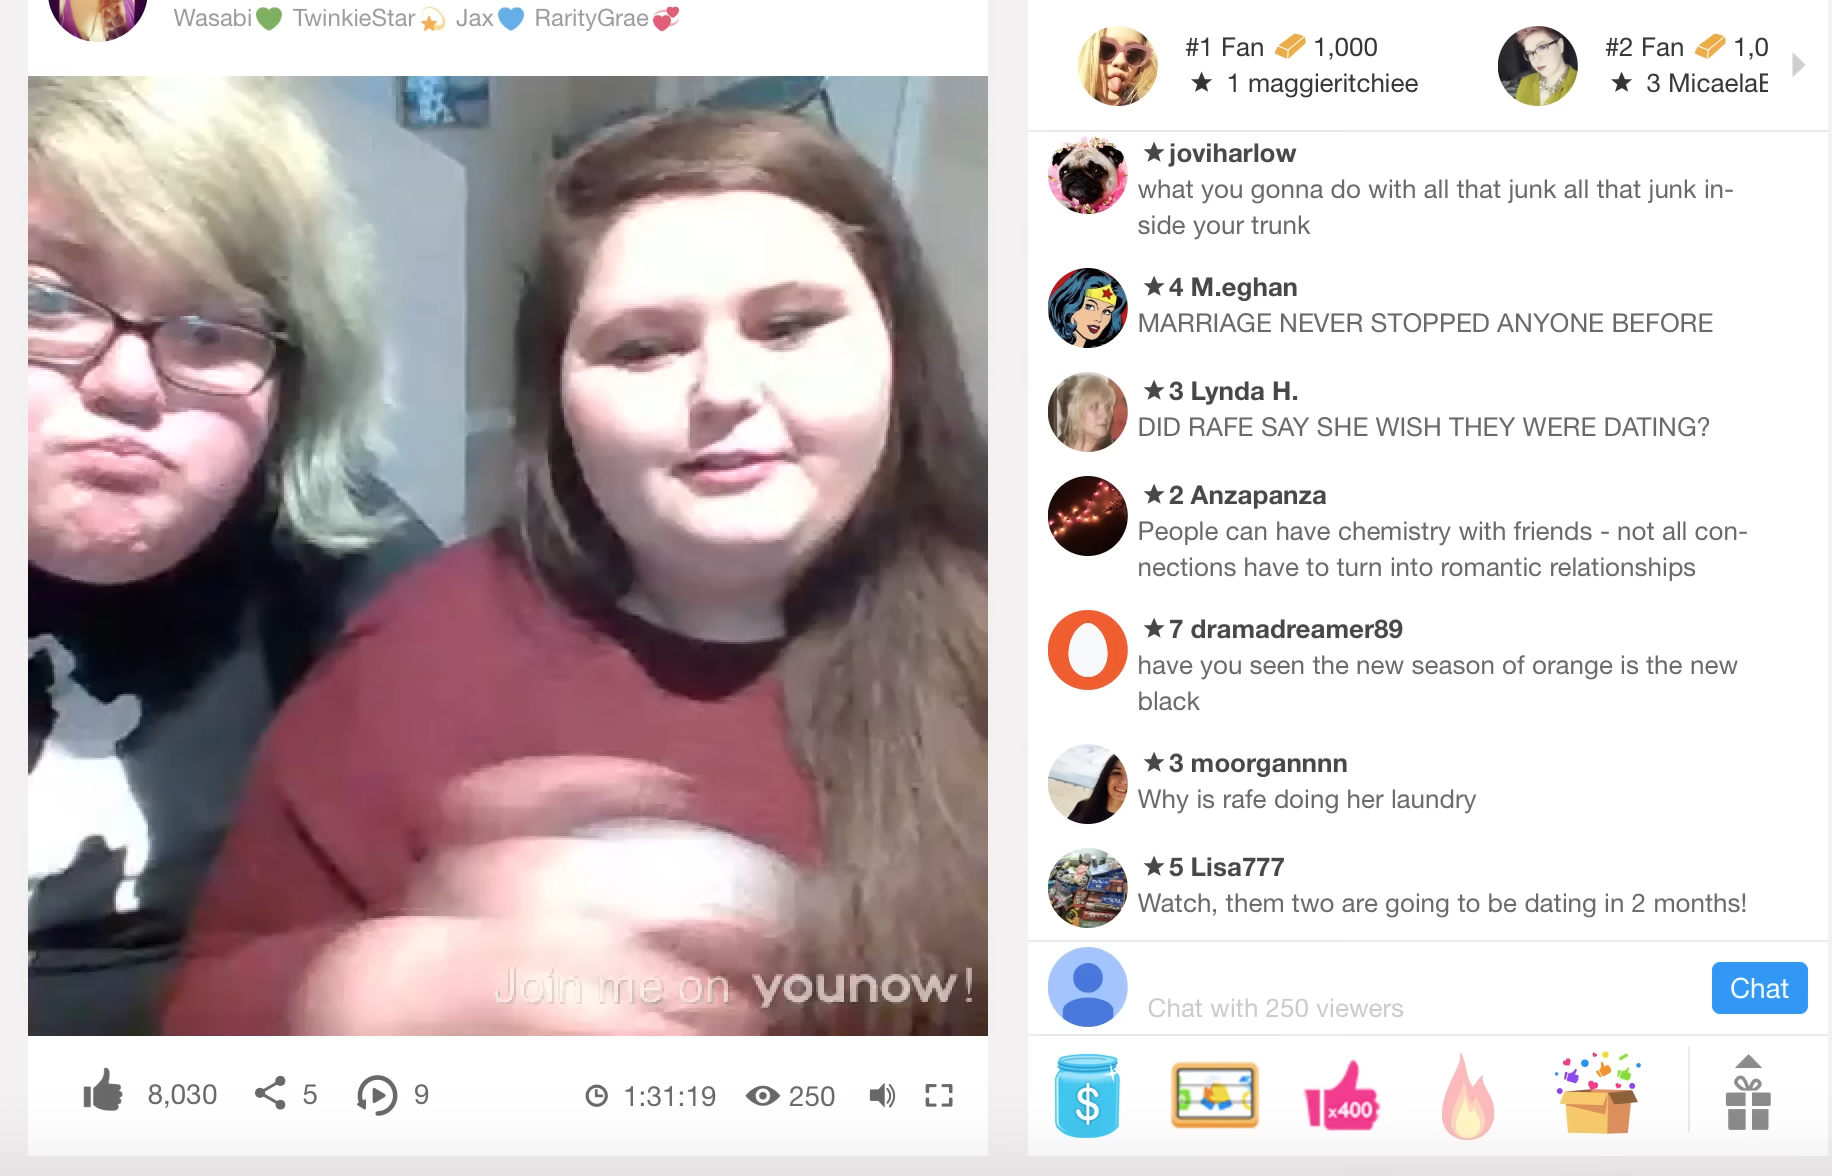 Wasabi💚 TwinkieStar💫 Jax💙 RarityGrae💞
Join me on younow!
8,030
5
9
1:31:19
250
#1 Fan 1,000
★ 1 maggieritchiee
#2 Fan 1,0
★ 3 MicaelaE
★ joviharlow
what you gonna do with all that junk all that junk in-
side your trunk
★ 4 M.eghan
MARRIAGE NEVER STOPPED ANYONE BEFORE
★ 3 Lynda H.
DID RAFE SAY SHE WISH THEY WERE DATING?
★ 2 Anzapanza
People can have chemistry with friends - not all con-
nections have to turn into romantic relationships
★ 7 dramadreamer89
have you seen the new season of orange is the new
black
★ 3 moorgannnn
Why is rafe doing her laundry
★ 5 Lisa777
Watch, them two are going to be dating in 2 months!
Chat with 250 viewers
Chat
$
x400